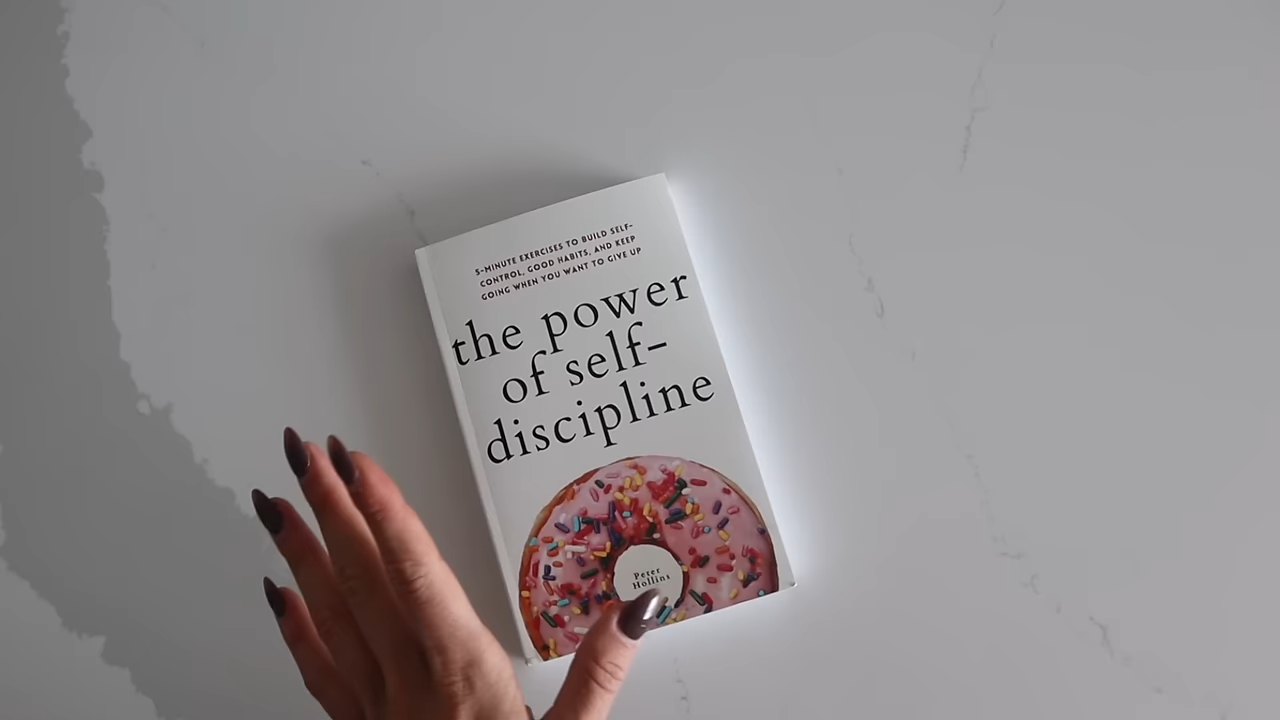 5-MINUTE EXERCISES TO BUILD SELF-
CONTROL, GOOD HABITS, AND KEEP
GOING WHEN YOU WANT TO GIVE UP
the power
of self-
discipline
Peter
Hollins